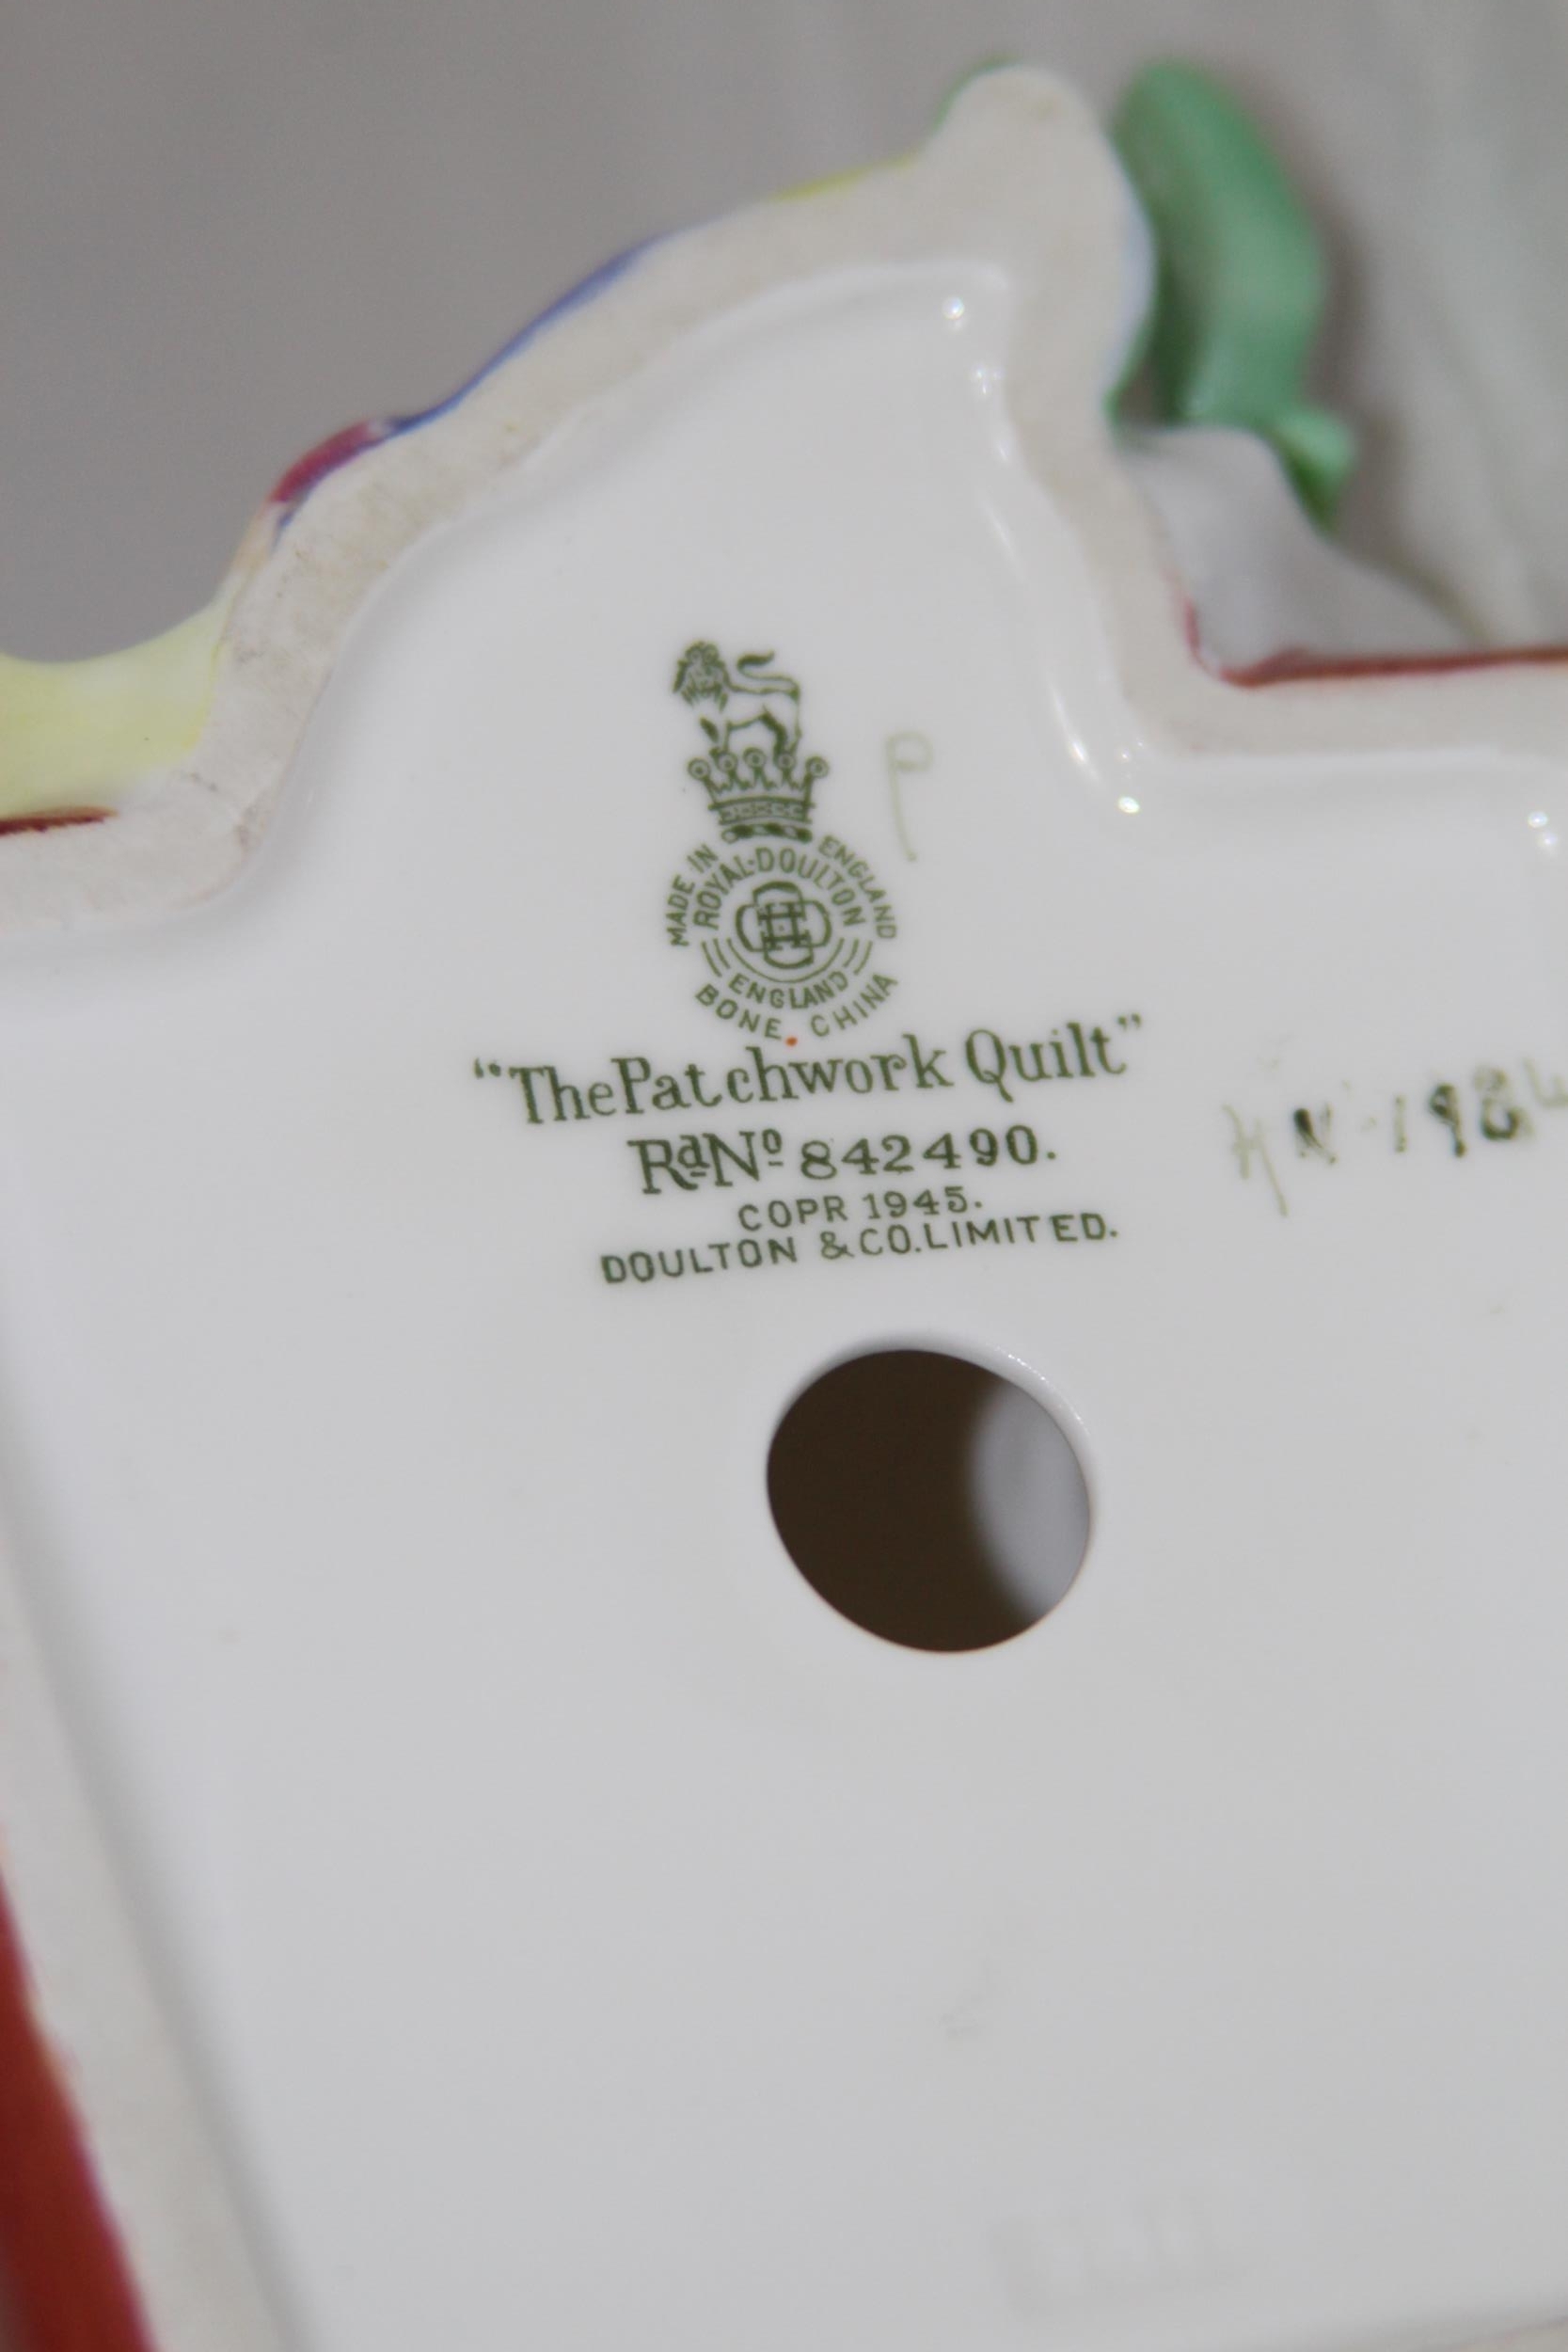 P
MADE IN ENGLAND
ROYAL·DOULTON
ENGLAND
BONE CHINA
“The Patchwork Quilt”
RdNo 842490.
COPR 1945.
DOULTON & CO. LIMITED.